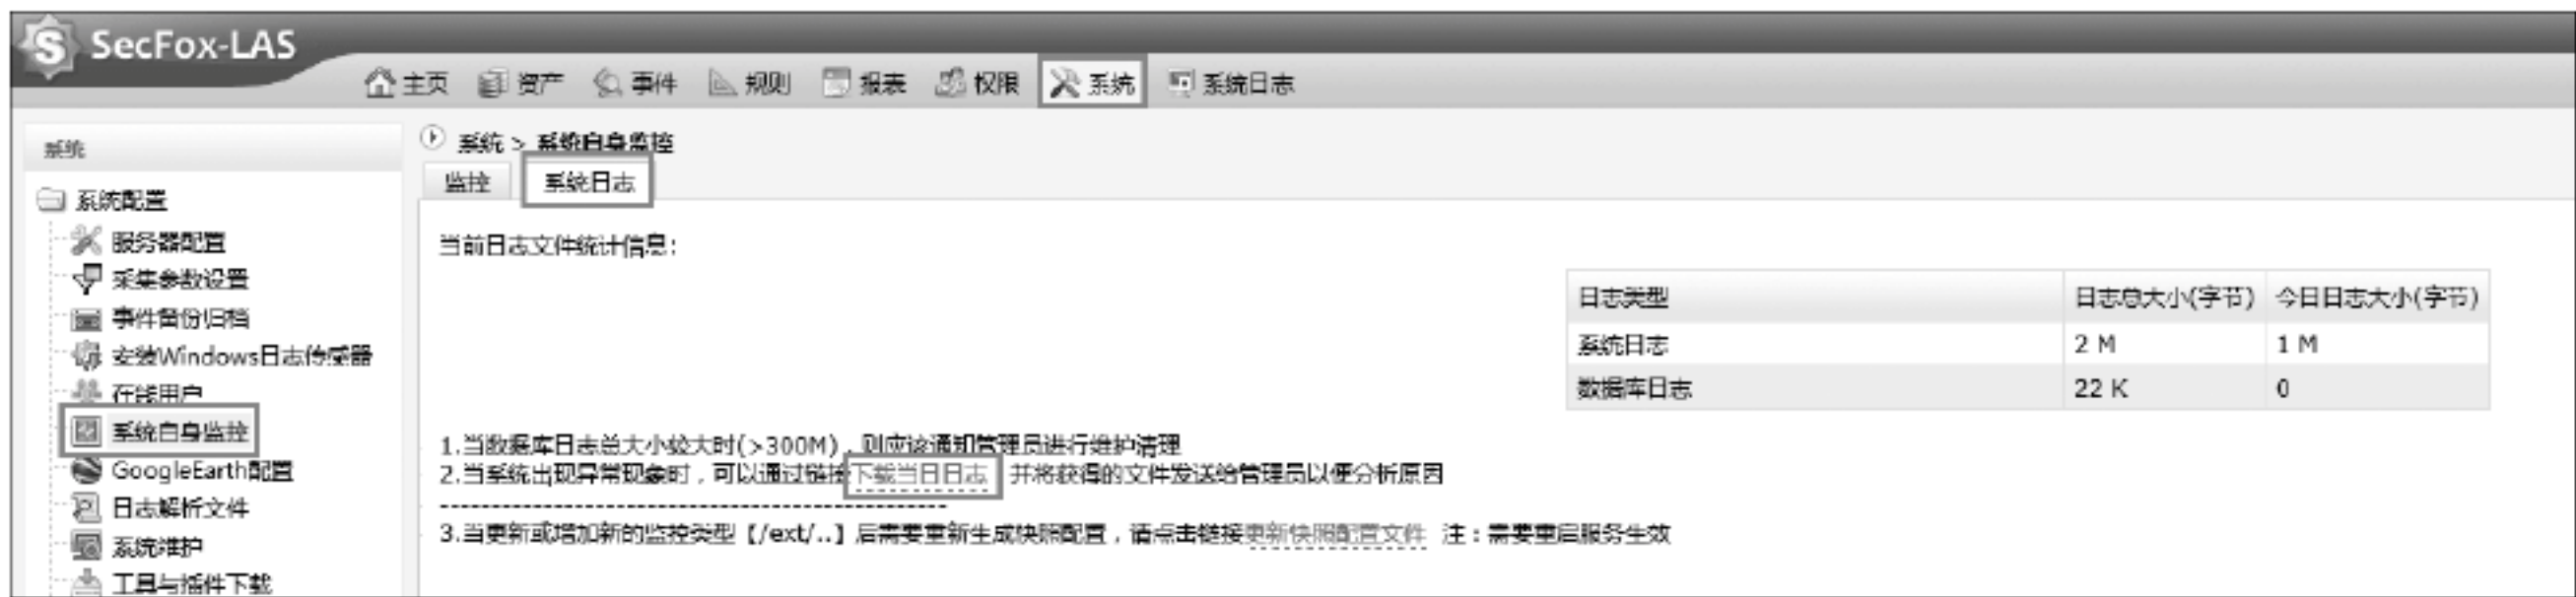 SecFox-LAS
主页 资产 事件 规则 报表 权限 系统 系统日志
系统
系统配置
服务器配置
采集参数设置
事件备份归档
安装Windows日志传感器
在线用户
系统自身监控
GoogleEarth配置
日志解析文件
系统维护
工具与插件下载
系统 > 系统自身监控
监控 系统日志
当前日志文件统计信息：
日志类型 日志总大小(字节) 今日日志大小(字节)
系统日志 2 M 1 M
数据库日志 22 K 0
1.当数据库日志总大小较大时(>300M)，则应该通知管理员进行维护清理
2.当系统出现异常现象时，可以通过链接下载当日日志 并将获得的文件发送给管理员以便分析原因
3.当更新或增加新的监控类型【/ext/..】后需要重新生成快照配置，请点击链接更新快照配置文件 注：需要重启服务生效